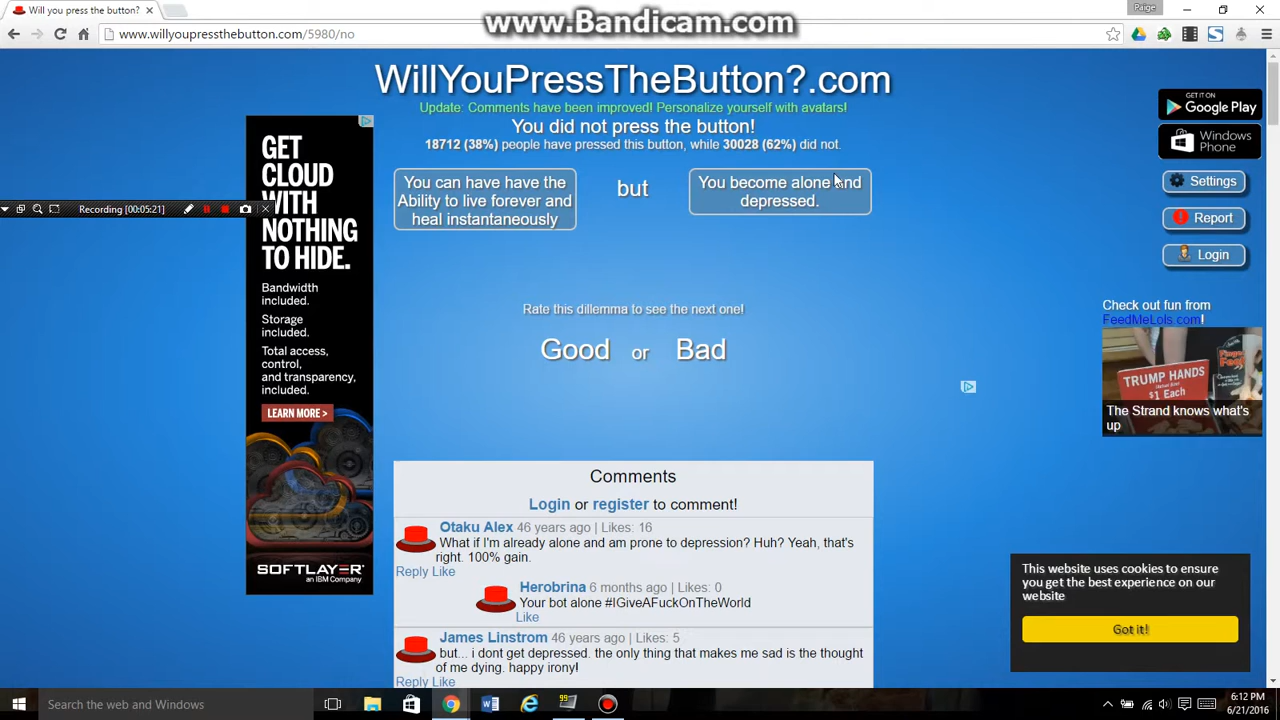 Will you press the button?
Paige
www.Bandicam.com
www.willyoupressthebutton.com/5980/no
WillYouPressTheButton?.com
Update: Comments have been improved! Personalize yourself with avatars!
You did not press the button!
18712 (38%) people have pressed this button, while 30028 (62%) did not.
You can have have the
Ability to live forever and
heal instantaneously
but
You become alone and
depressed.
Rate this dillemma to see the next one!
Good or Bad
Recording [00:05:21]
GET
CLOUD
WITH
NOTHING
TO HIDE.
Bandwidth
included.
Storage
included.
Total access,
control,
and transparency,
included.
LEARN MORE >
SOFTLAYER
an IBM Company
GET IT ON
Google Play
Windows
Phone
Settings
Report
Login
Check out fun from
FeedMeLols.com!
TRUMP HANDS
$1 Each
The Strand knows what's
up
Comments
Login or register to comment!
Otaku Alex 46 years ago | Likes: 16
What if I'm already alone and am prone to depression? Huh? Yeah, that's
right. 100% gain.
Reply Like
Herobrina 6 months ago | Likes: 0
Your bot alone #IGiveAFuckOnTheWorld
Like
James Linstrom 46 years ago | Likes: 5
but... i dont get depressed. the only thing that makes me sad is the thought
of me dying. happy irony!
Reply Like
This website uses cookies to ensure
you get the best experience on our
website
Got it!
Search the web and Windows
99
6:12 PM
6/21/2016